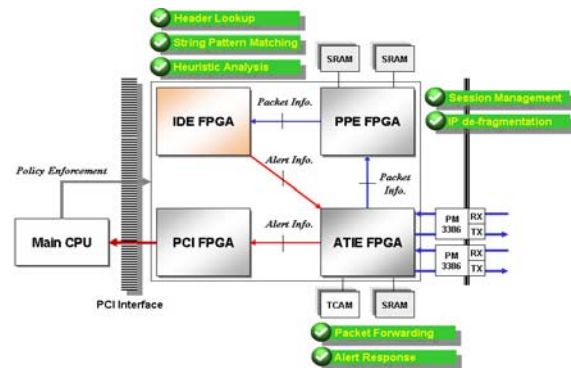 Header Lookup
String Pattern Matching
Heuristic Analysis
SRAM
SRAM
Session Management
IP de-fragmentation
IDE FPGA
Packet Info.
PPE FPGA
Policy Enforcement
Alert Info.
Packet
Info.
Main CPU
PCI FPGA
Alert Info.
ATIE FPGA
PM
3386
RX
TX
PM
3386
RX
TX
PCI Interface
TCAM
SRAM
Packet Forwarding
Alert Response